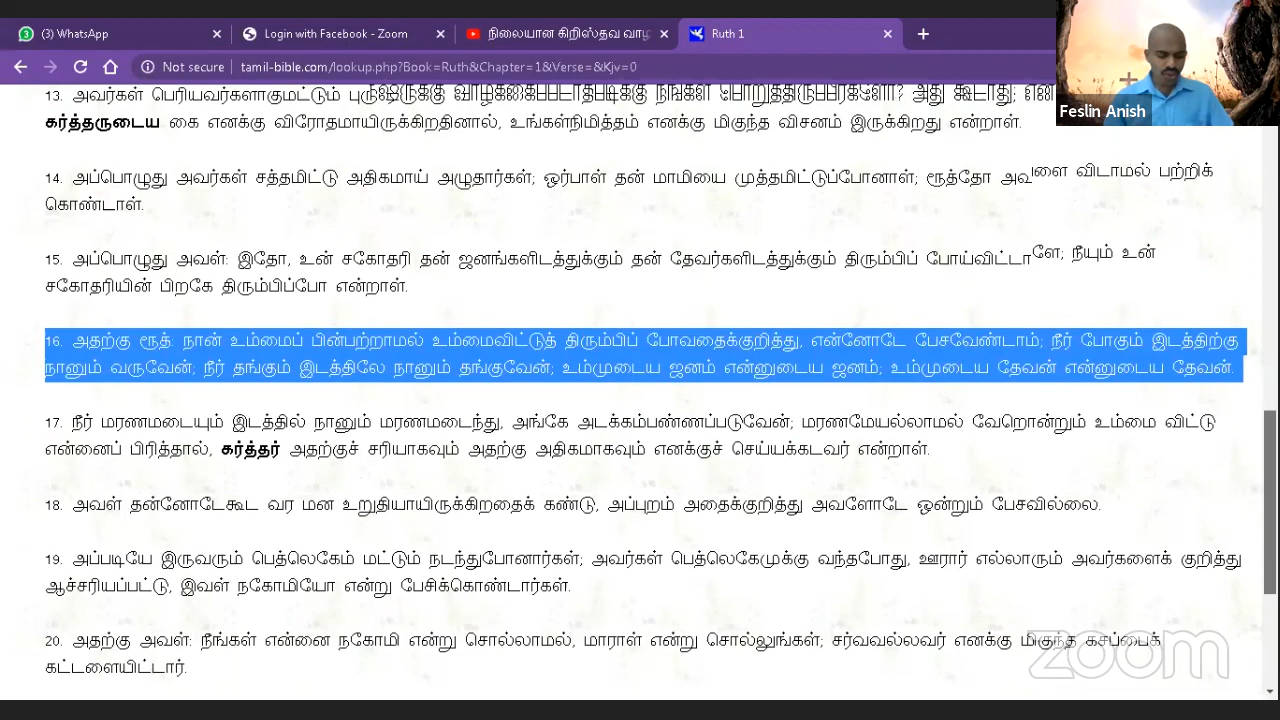 (3) WhatsApp
Login with Facebook - Zoom
நிலையான கிறிஸ்தவ வாழ
Ruth 1
Not secure
tamil-bible.com/lookup.php?Book=Ruth&Chapter=1&Verse=&Kjv=0
Feslin Anish
13. அவர்கள் பெரியவர்களாகுமட்டும்
கர்த்தருடைய கை எனக்கு விரோதமாயிருக்கிறதினால், உங்கள்நிமித்தம் எனக்கு மிகுந்த விசனம் இருக்கிறது என்றாள்.
14. அப்பொழுது அவர்கள் சத்தமிட்டு அதிகமாய் அழுதார்கள்; ஒர்பாள் தன் மாமியை முத்தமிட்டுப்போனாள்; ரூத்தோ அவளை விடாமல் பற்றிக்
கொண்டாள்.
15. அப்பொழுது அவள்: இதோ, உன் சகோதரி தன் ஜனங்களிடத்துக்கும் தன் தேவர்களிடத்துக்கும் திரும்பிப் போய்விட்டாளே; நீயும் உன்
சகோதரியின் பிறகே திரும்பிப்போ என்றாள்.
16. அதற்கு ரூத்: நான் உம்மைப் பின்பற்றாமல் உம்மைவிட்டுத் திரும்பிப் போவதைக்குறித்து, என்னோடே பேசவேண்டாம்; நீர் போகும் இடத்திற்கு
நானும் வருவேன்; நீர் தங்கும் இடத்திலே நானும் தங்குவேன்; உம்முடைய ஜனம் என்னுடைய ஜனம்; உம்முடைய தேவன் என்னுடைய தேவன்.
17. நீர் மரணமடையும் இடத்தில் நானும் மரணமடைந்து, அங்கே அடக்கம்பண்ணப்படுவேன்; மரணமேயல்லாமல் வேறொன்றும் உம்மை விட்டு
என்னைப் பிரித்தால், கர்த்தர் அதற்குச் சரியாகவும் அதற்கு அதிகமாகவும் எனக்குச் செய்யக்கடவர் என்றாள்.
18. அவள் தன்னோடேகூட வர மன உறுதியாயிருக்கிறதைக் கண்டு, அப்புறம் அதைக்குறித்து அவளோடே ஒன்றும் பேசவில்லை.
19. அப்படியே இருவரும் பெத்லெகேம் மட்டும் நடந்துபோனார்கள்; அவர்கள் பெத்லெகேமுக்கு வந்தபோது, ஊரார் எல்லாரும் அவர்களைக் குறித்து
ஆச்சரியப்பட்டு, இவள் நகோமியோ என்று பேசிக்கொண்டார்கள்.
20. அதற்கு அவள்: நீங்கள் என்னை நகோமி என்று சொல்லாமல், மாராள் என்று சொல்லுங்கள்; சர்வவல்லவர் எனக்கு மிகுந்த கசப்பைக்
கட்டளையிட்டார்.
zoom